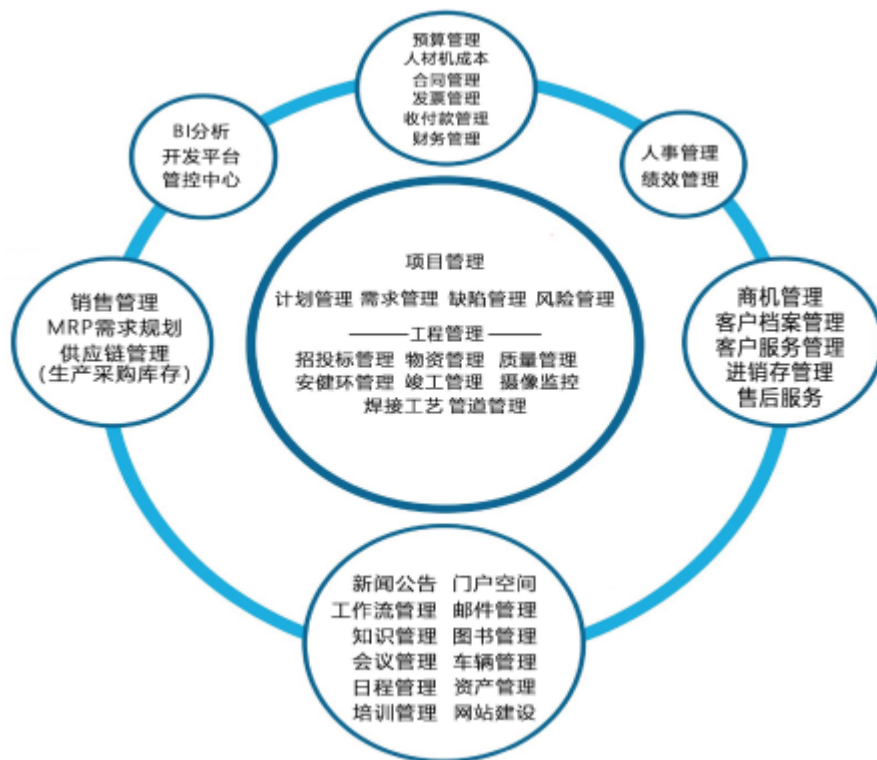 预算管理
人材机成本
合同管理
发票管理
收付款管理
财务管理
BI分析
开发平台
管控中心
人事管理
绩效管理
项目管理
计划管理 需求管理 缺陷管理 风险管理
工程管理
招投标管理 物资管理 质量管理
安健环管理 竣工管理 摄像监控
焊接工艺 管道管理
销售管理
MRP需求规划
供应链管理
(生产采购库存)
商机管理
客户档案管理
客户服务管理
进销存管理
售后服务
新闻公告 门户空间
工作流管理 邮件管理
知识管理 图书管理
会议管理 车辆管理
日程管理 资产管理
培训管理 网站建设